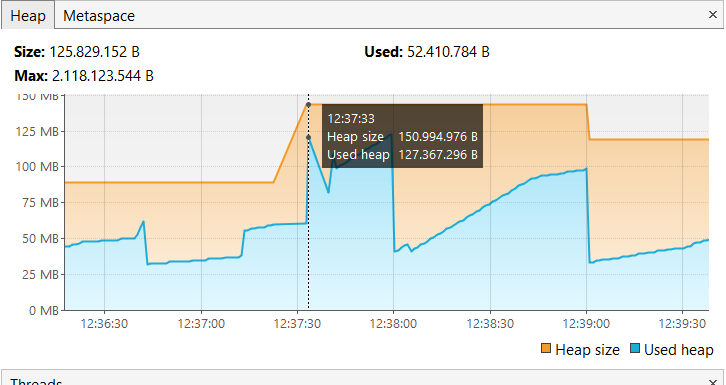 Heap Metaspace ×
Size: 125.829.152 B Used: 52.410.784 B
Max: 2.118.123.544 B
150 MB
125 MB
100 MB
75 MB
50 MB
25 MB
0 MB
12:37:33
Heap size 150.994.976 B
Used heap 127.367.296 B
12:36:30 12:37:00 12:37:30 12:38:00 12:38:30 12:39:00 12:39:30
Heap size Used heap
Threads ×